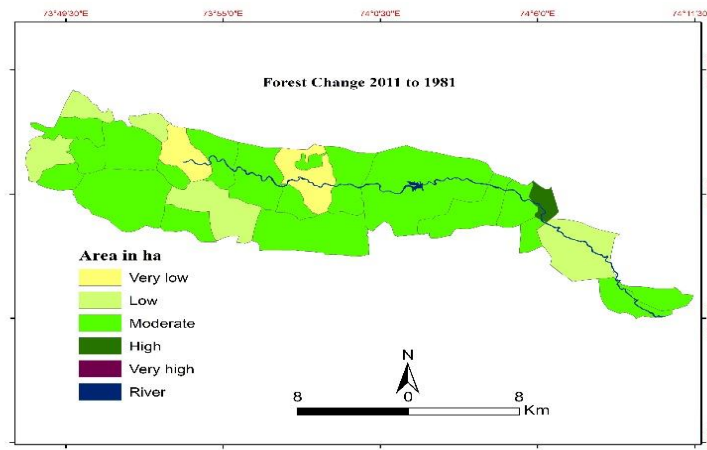 73°49'30"E 73°55'0"E 74°0'30"E 74°6'0"E 74°11'30"E
Forest Change 2011 to 1981
Area in ha
Very low
Low
Moderate
High
Very high
River
N
8 0 8
Km